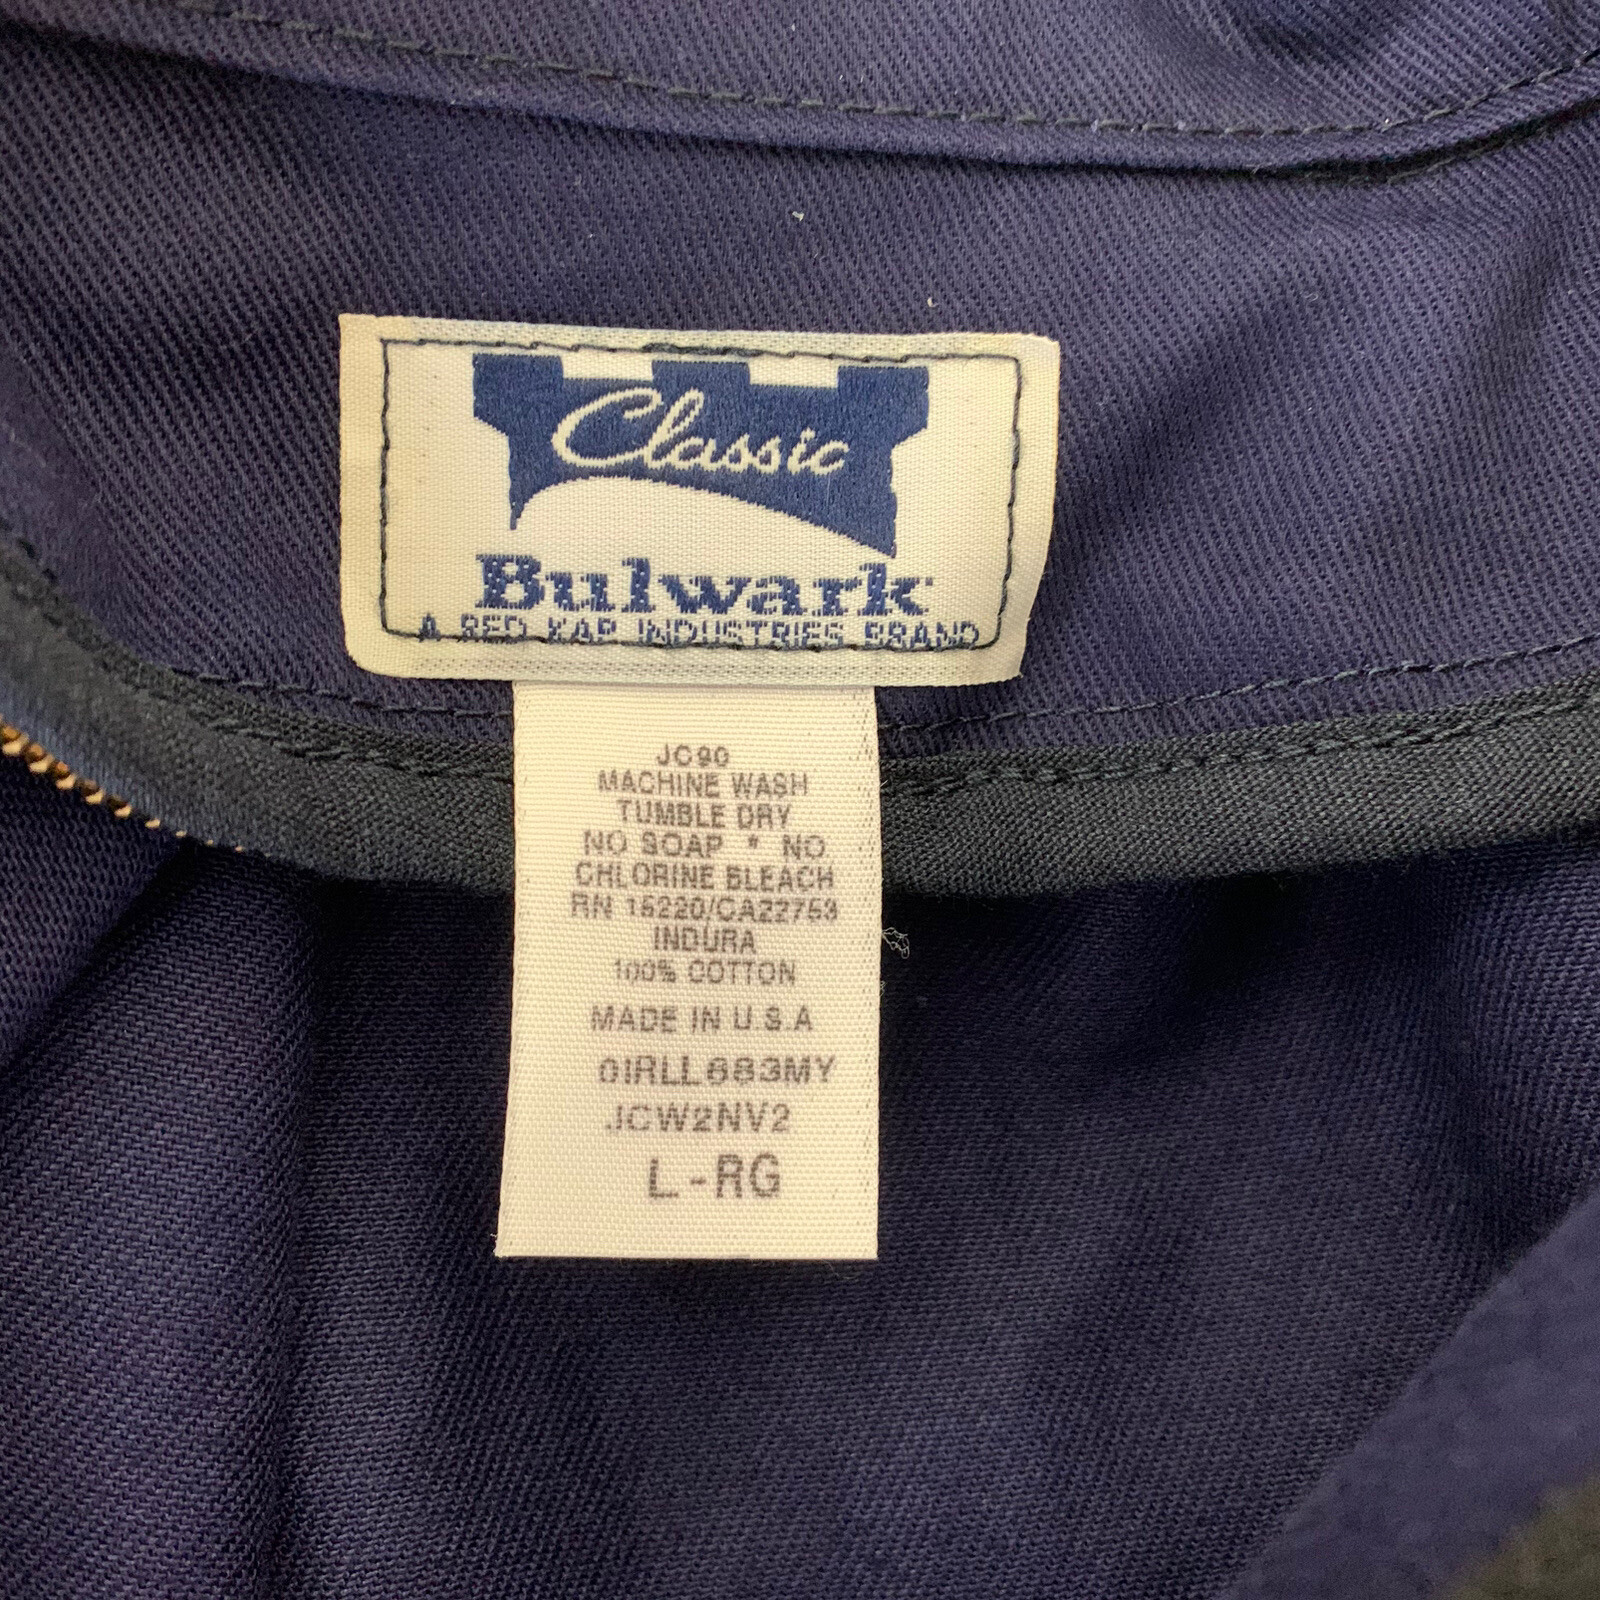 Classic
Bulwark
A RED KAP INDUSTRIES BRAND
JC90
MACHINE WASH
TUMBLE DRY
NO SOAP * NO
CHLORINE BLEACH
RN 15220/CA22753
INDURA
100% COTTON
MADE IN U.S.A
01RLL683MY
JCW2NV2
L-RG